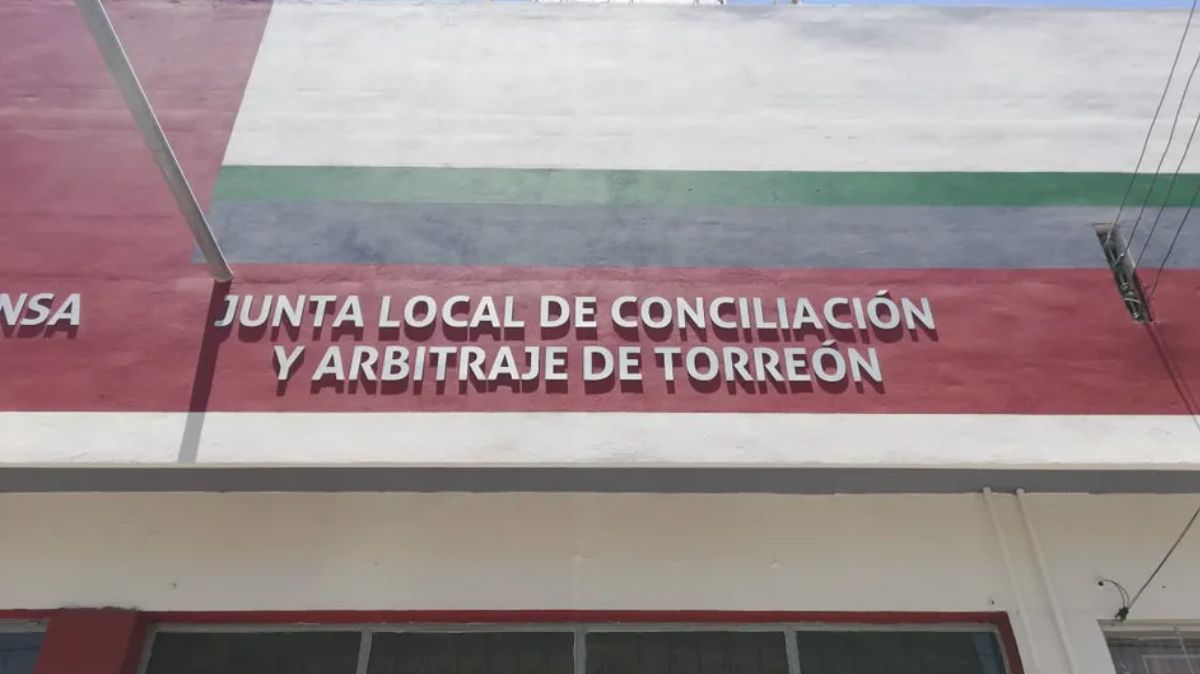 NSA
JUNTA LOCAL DE CONCILIACIÓN
Y ARBITRAJE DE TORREÓN